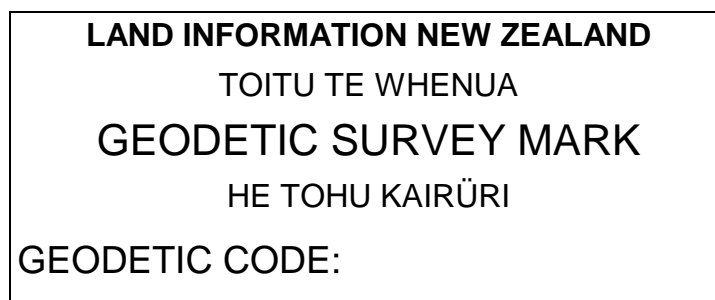 LAND INFORMATION NEW ZEALAND
TOITU TE WHENUA
GEODETIC SURVEY MARK
HE TOHU KAIRÜRI
GEODETIC CODE: